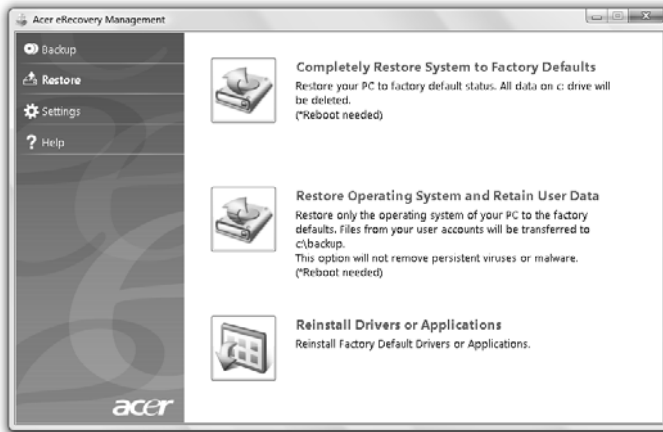 Acer eRecovery Management
Backup
Restore
Settings
Help
Completely Restore System to Factory Defaults
Restore your PC to factory default status. All data on c: drive will
be deleted.
(*Reboot needed)
Restore Operating System and Retain User Data
Restore only the operating system of your PC to the factory
defaults. Files from your user accounts will be transferred to
c:\backup.
This option will not remove persistent viruses or malware.
(*Reboot needed)
Reinstall Drivers or Applications
Reinstall Factory Default Drivers or Applications.
acer